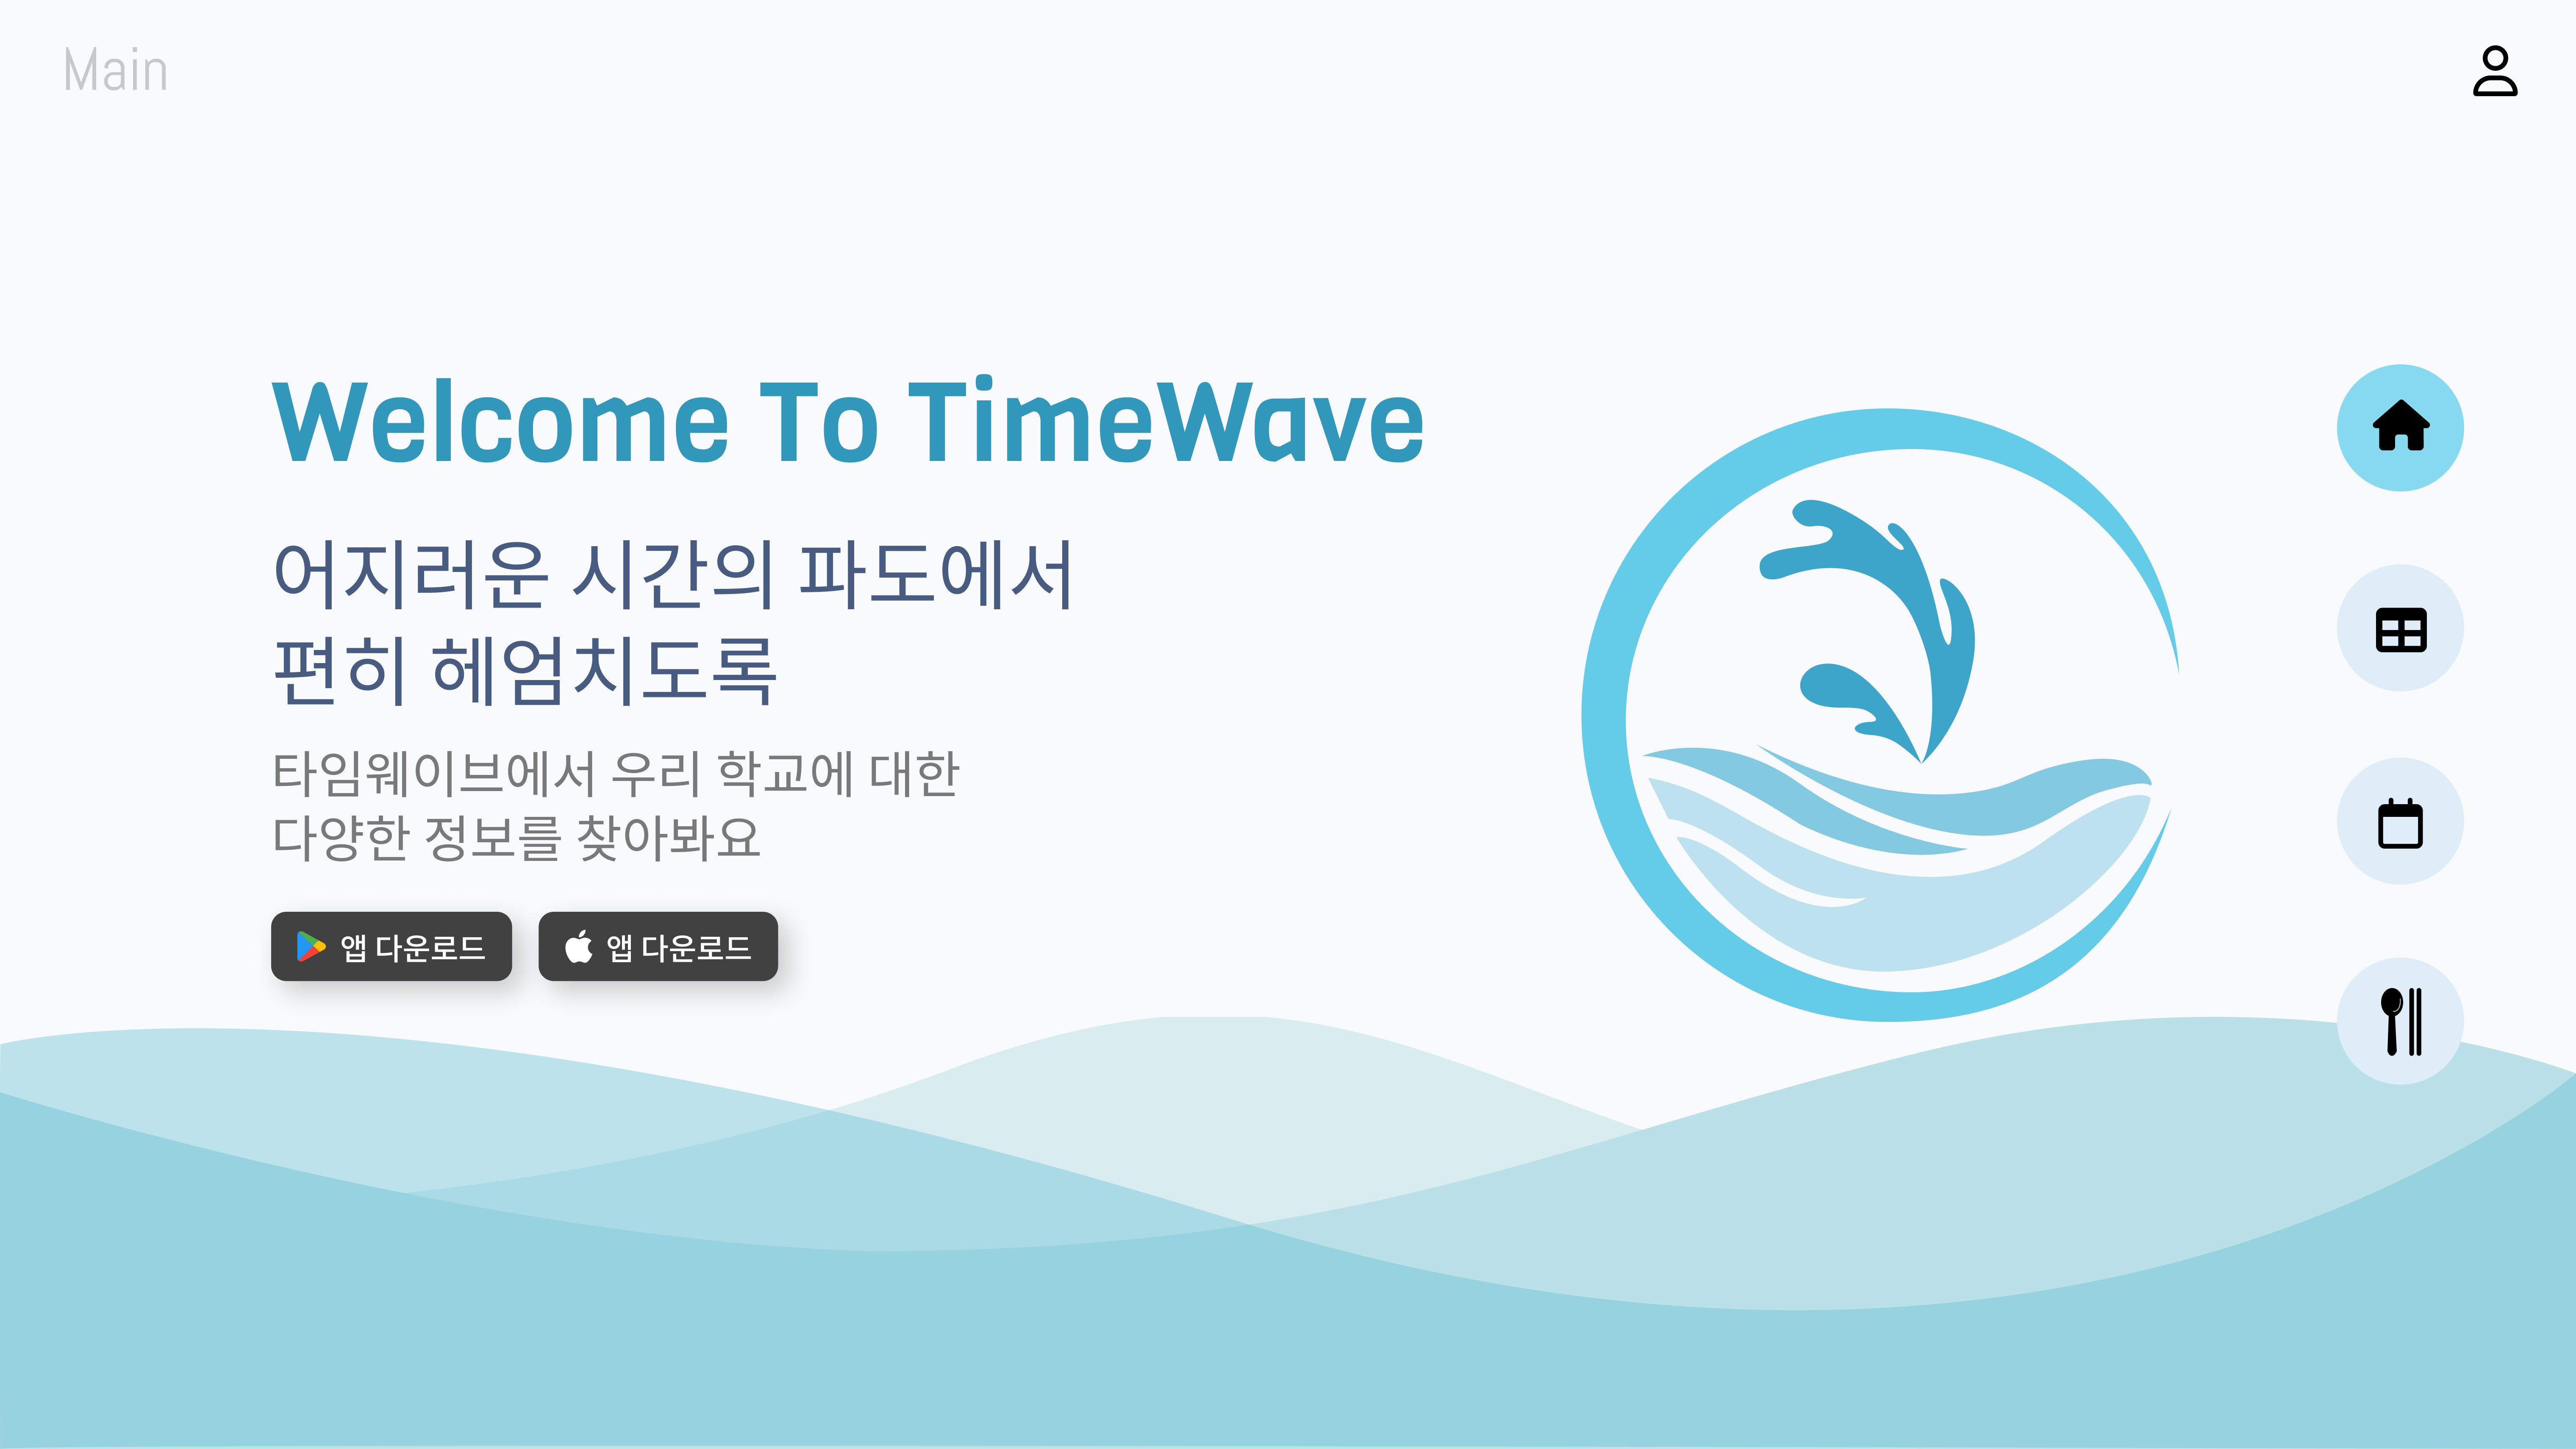 Main
Welcome To TimeWave
어지러운 시간의 파도에서
편히 헤엄치도록
타임웨이브에서 우리 학교에 대한
다양한 정보를 찾아봐요
앱 다운로드
앱 다운로드